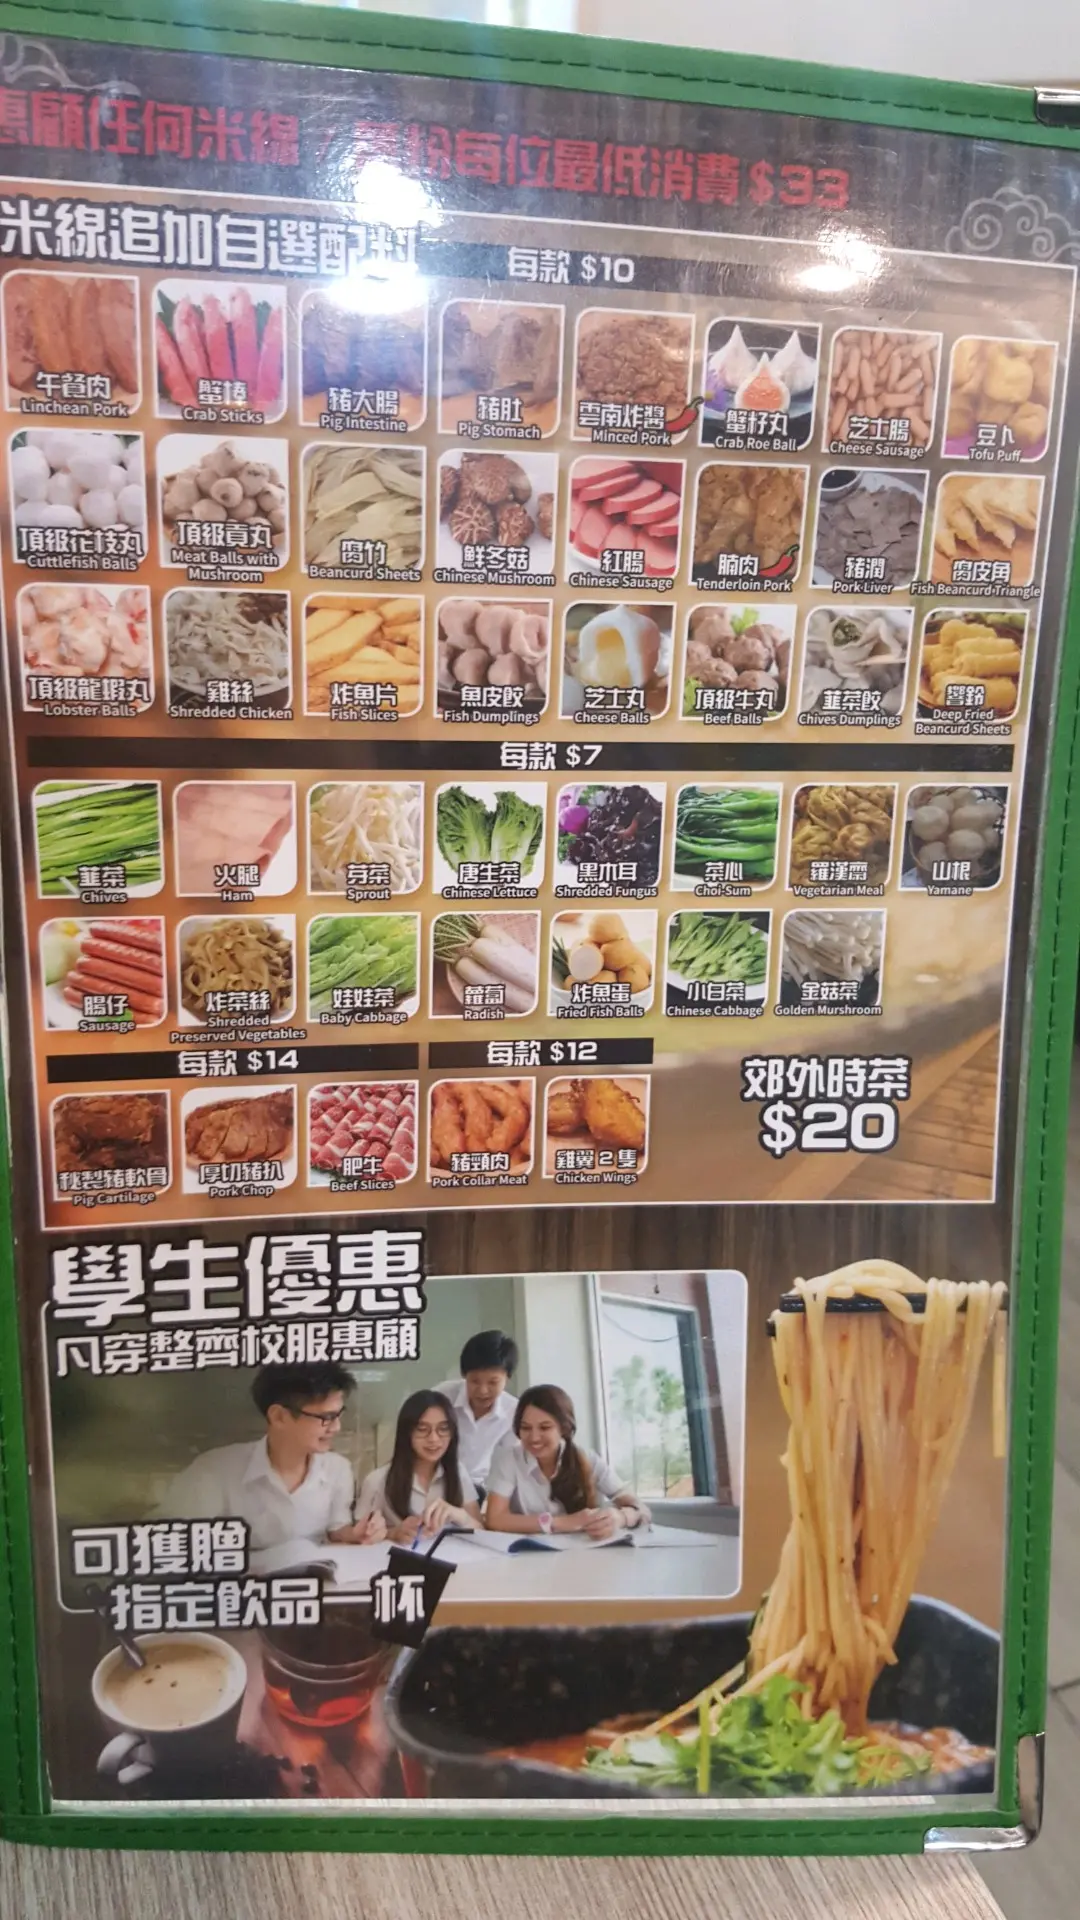 惠顧任何米線、
每位最低消費 $33
米線追加自選配料
每款 $10
午餐肉
Linchean Pork
蟹棒
Crab Sticks
豬大腸
Pig Intestine
豬肚
Pig Stomach
雲南炸醬
Minced Pork
蟹籽丸
Crab Roe Ball
芝士腸
Cheese Sausage
豆卜
Tofu Puff
頂級花枝丸
Cuttlefish Balls
頂級貢丸
Meat Balls with
Mushroom
腐竹
Beancurd Sheets
鮮冬菇
Chinese Mushroom
紅腸
Chinese Sausage
腩肉
Tenderloin Pork
豬潤
Pork Liver
腐皮角
Fish Beancurd Triangle
頂級龍蝦丸
Lobster Balls
雞絲
Shredded Chicken
炸魚片
Fish Slices
魚皮餃
Fish Dumplings
芝士丸
Cheese Balls
頂級牛丸
Beef Balls
韮菜餃
Chives Dumplings
響鈴
Deep Fried
Beancurd Sheets
每款 $7
韮菜
Chives
火腿
Ham
芽菜
Sprout
唐生菜
Chinese Lettuce
黑木耳
Shredded Fungus
菜心
Choi-Sum
羅漢齋
Vegetarian Meal
山根
Yamane
腸仔
Sausage
炸菜絲
Shredded
Preserved Vegetables
娃娃菜
Baby Cabbage
蘿蔔
Radish
炸魚蛋
Fried Fish Balls
小白菜
Chinese Cabbage
金菇菜
Golden Murshroom
每款 $14
每款 $12
秘製豬軟骨
Pig Cartilage
厚切豬扒
Pork Chop
肥牛
Beef Slices
豬頸肉
Pork Collar Meat
雞翼 2 隻
Chicken Wings
郊外時菜
$20
學生優惠
凡穿整齊校服惠顧
可獲贈
指定飲品一杯